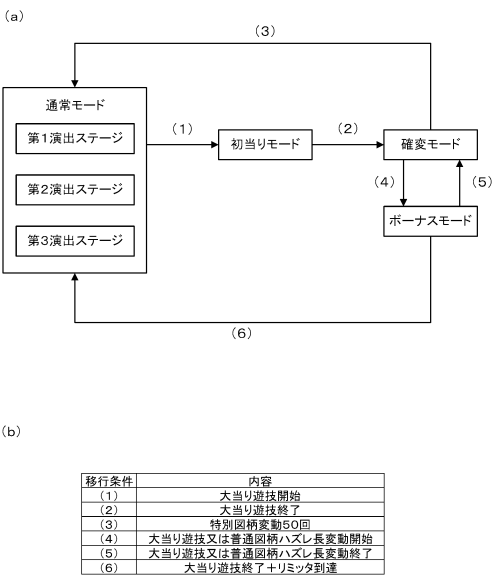 (a)
(3)
通常モード
第1演出ステージ
第2演出ステージ
第3演出ステージ
(1)
初当りモード
(2)
確変モード
(4)
(5)
ボーナスモード
(6)
(b)
移行条件 内容
(1) 大当り遊技開始
(2) 大当り遊技終了
(3) 特別図柄変動50回
(4) 大当り遊技又は普通図柄ハズレ長変動開始
(5) 大当り遊技又は普通図柄ハズレ長変動終了
(6) 大当り遊技終了+リミッタ到達